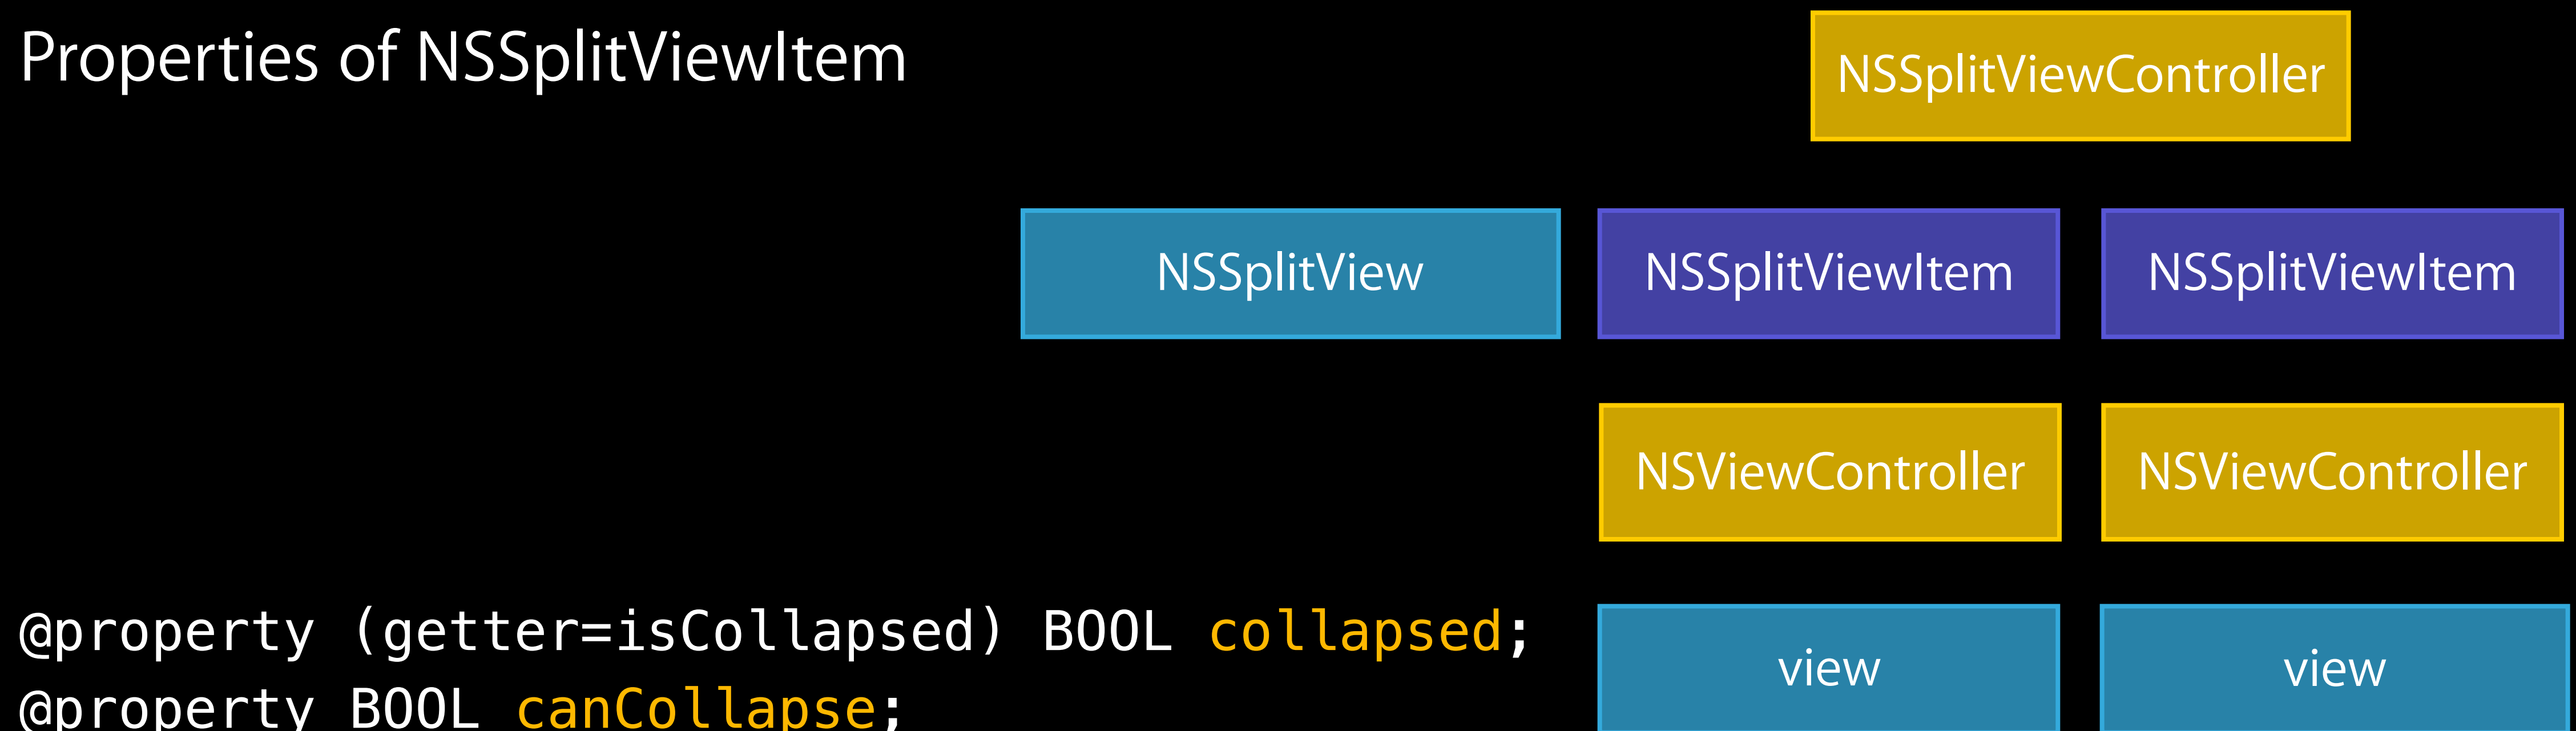 Properties of NSSplitViewItem
NSSplitViewController
NSSplitView
NSSplitViewItem
NSSplitViewItem
NSViewController
NSViewController
@property (getter=isCollapsed) BOOL collapsed;
@property BOOL canCollapse;
view
view